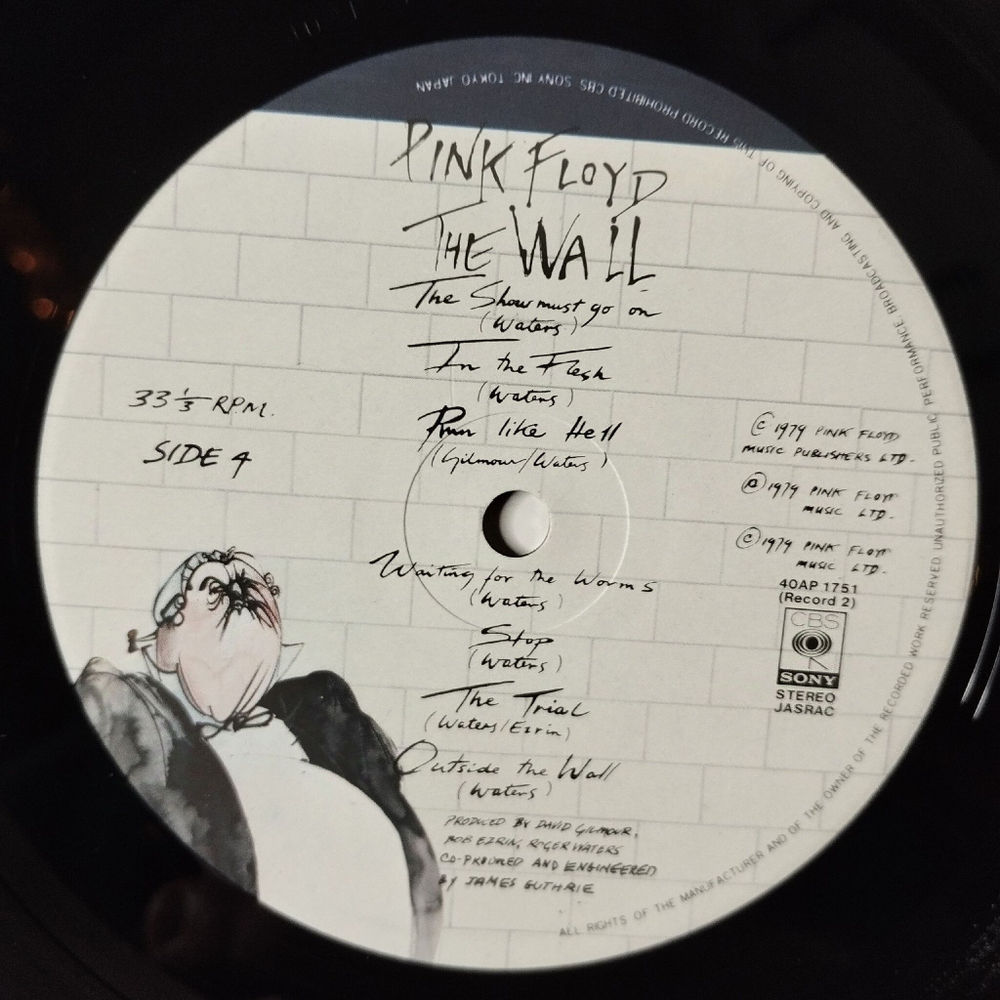 PINK FLOYD
THE WALL
The Show must go on
(Waters)
In the Flesh
(Waters)
Run like Hell
(Gilmour/Waters)
Waiting for the Worms
(Waters)
Stop
(Waters)
The Trial
(Waters/Ezrin)
Outside the Wall
(Waters)
PRODUCED BY DAVID GILMOUR,
BOB EZRIN, ROGER WATERS
CO-PRODUCED AND ENGINEERED
BY JAMES GUTHRIE
33 1/3 RPM.
SIDE 4
© 1979 PINK FLOYD
MUSIC PUBLISHERS LTD.
℗ 1979 PINK FLOYD
MUSIC LTD.
© 1979 PINK FLOYD
MUSIC LTD.
40AP 1751
(Record 2)
CBS
SONY
STEREO
JASRAC
ALL RIGHTS OF THE MANUFACTURER AND OF THE OWNER OF THE RECORDED WORK RESERVED UNAUTHORIZED PUBLIC PERFORMANCE BROADCASTING AND COPYING OF THIS RECORD PROHIBITED CBS SONY INC. TOKYO JAPAN